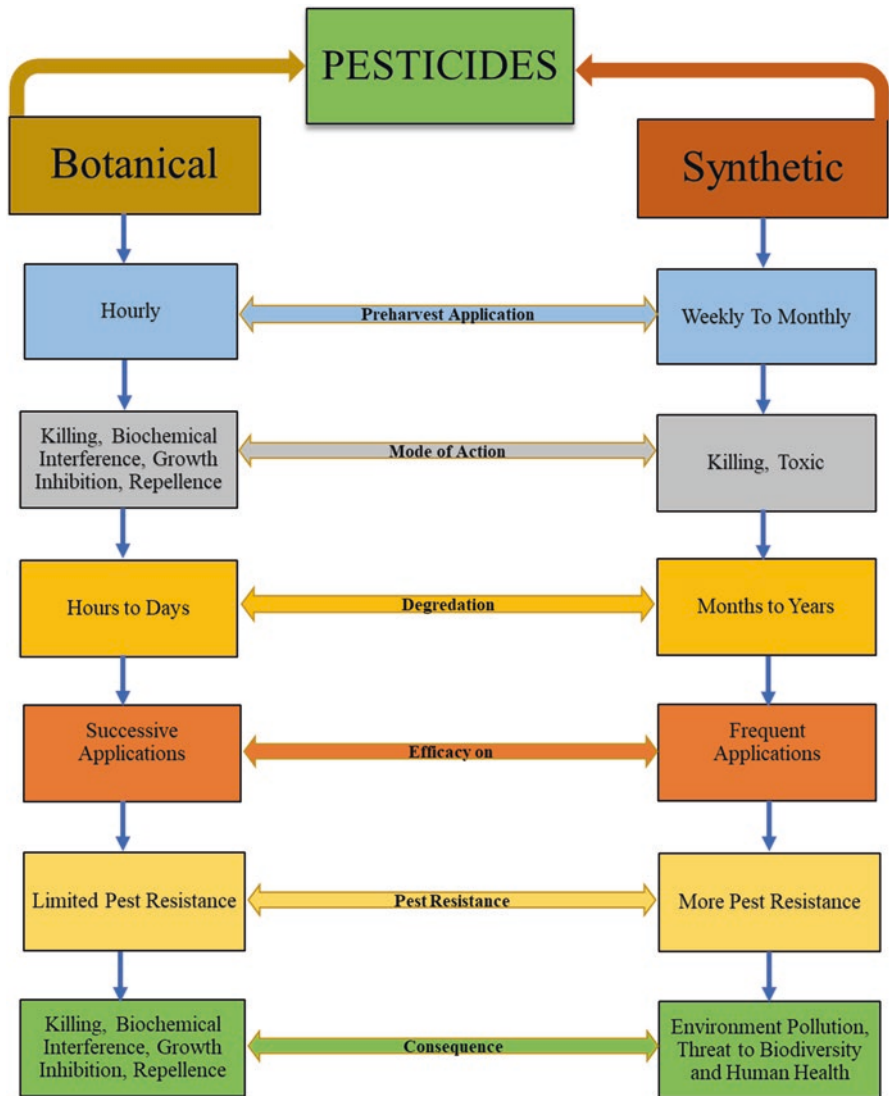 PESTICIDES
Botanical
Synthetic
Hourly
Preharvest Application
Weekly To Monthly
Killing, Biochemical
Interference, Growth
Inhibition, Repellence
Mode of Action
Killing, Toxic
Hours to Days
Degredation
Months to Years
Successive
Applications
Efficacy on
Frequent
Applications
Limited Pest Resistance
Pest Resistance
More Pest Resistance
Killing, Biochemical
Interference, Growth
Inhibition, Repellence
Consequence
Environment Pollution,
Threat to Biodiversity
and Human Health